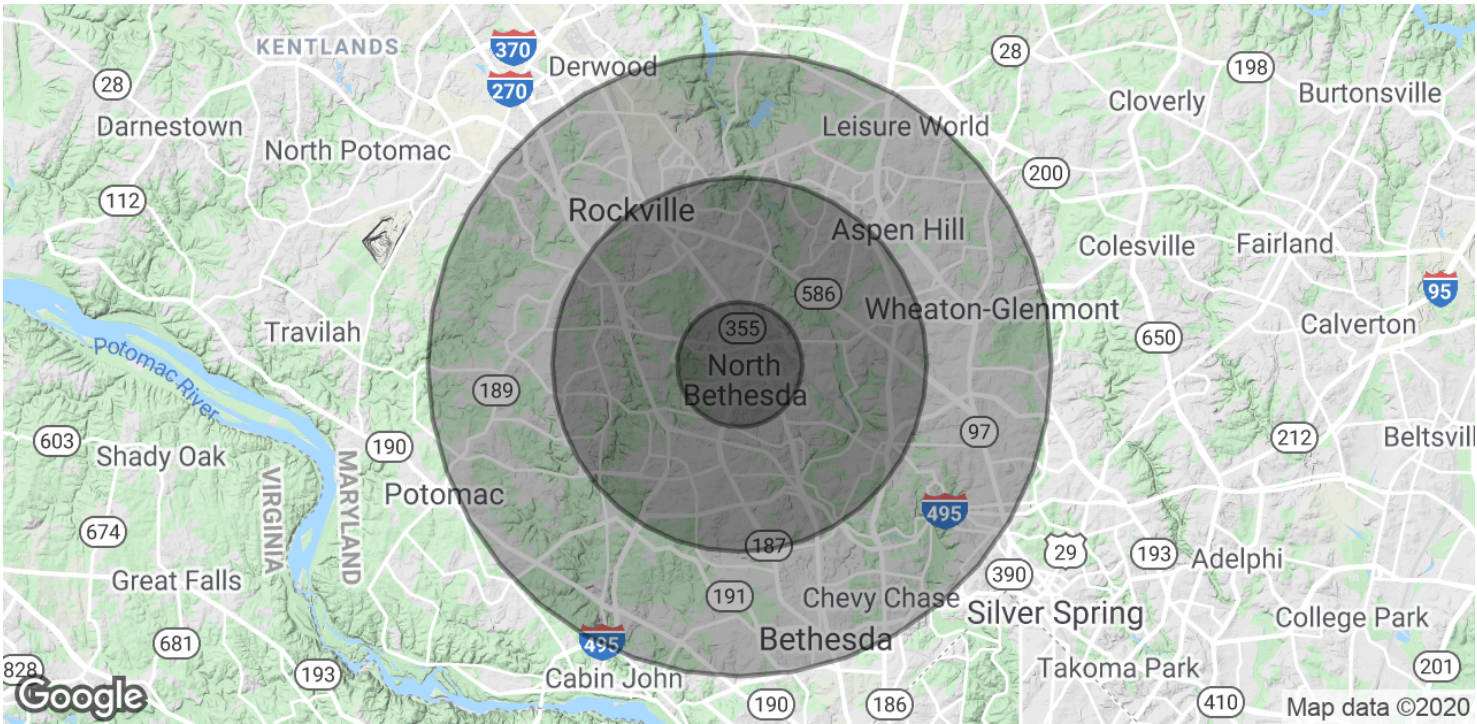 KENTLANDS
370
Derwood
28
198
270
28
Cloverly
Burtonsville
Darnestown
Leisure World
North Potomac
200
112
Rockville
Aspen Hill
Colesville
Fairland
586
95
Wheaton-Glenmont
Travilah
355
650
Calverton
Potomac River
North
Bethesda
189
97
603
190
212
Beltsvill
Shady Oak
VIRGINIA
MARYLAND
Potomac
495
674
187
29
193
Adelphi
Great Falls
390
191
Chevy Chase
Silver Spring
College Park
681
495
Bethesda
828
193
Cabin John
Takoma Park
201
Google
190
186
410
Map data ©2020